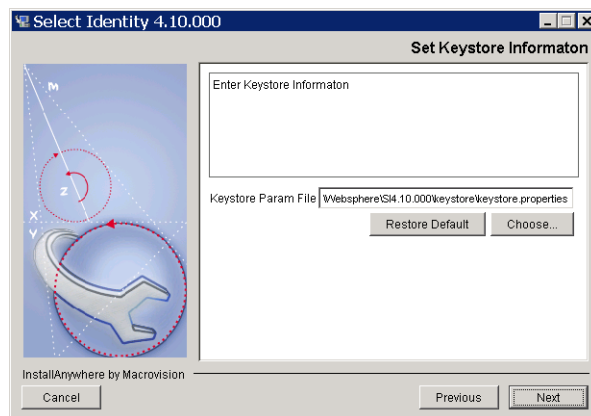 Select Identity 4.10.000
Set Keystore Informaton
Enter Keystore Informaton
Keystore Param File \Websphere\SI4.10.000\keystore\keystore.properties
Restore Default Choose...
m
z
X
Y
InstallAnywhere by Macrovision
Cancel Previous Next